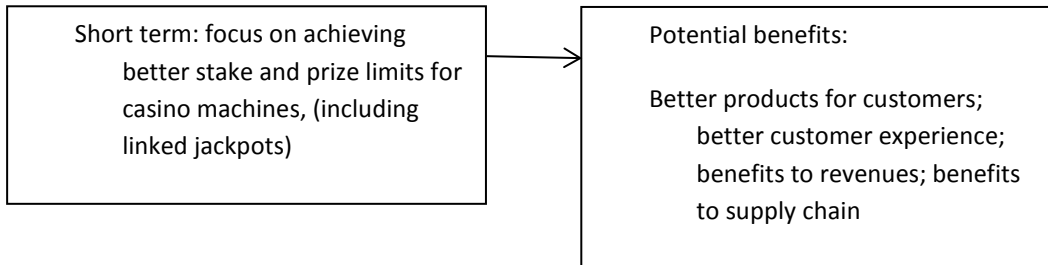 Short term: focus on achieving
better stake and prize limits for
casino machines, (including
linked jackpots)
Potential benefits:
Better products for customers;
better customer experience;
benefits to revenues; benefits
to supply chain